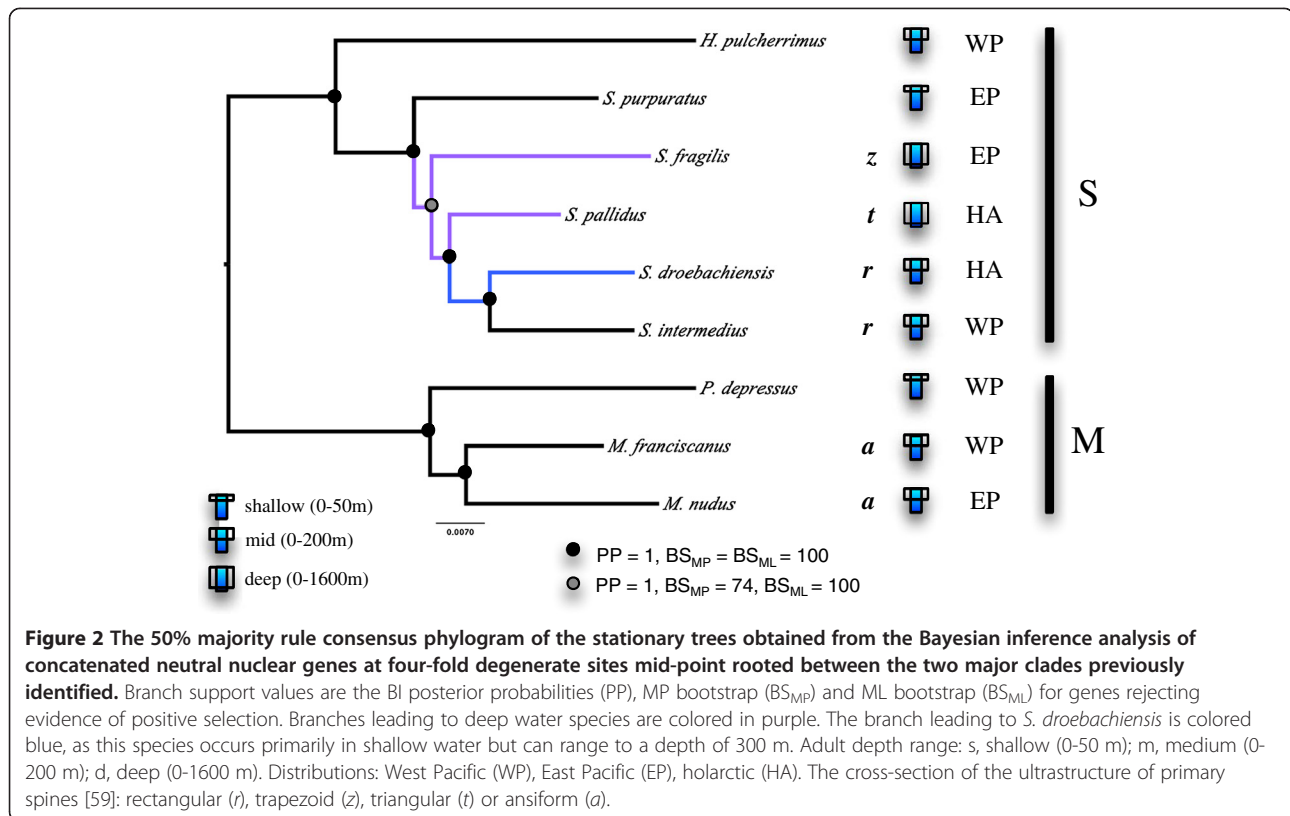 H. pulcherrimus WP
S. purpuratus EP
S. fragilis z EP
S. pallidus t HA
S
S. droebachiensis r HA
S. intermedius r WP
P. depressus WP
M. franciscanus a WP
M
M. nudus a EP
shallow (0-50m)
mid (0-200m)
deep (0-1600m)
0.0070
PP = 1, BSMP = BSML = 100
PP = 1, BSMP = 74, BSML = 100
Figure 2 The 50% majority rule consensus phylogram of the stationary trees obtained from the Bayesian inference analysis of
concatenated neutral nuclear genes at four-fold degenerate sites mid-point rooted between the two major clades previously
identified. Branch support values are the BI posterior probabilities (PP), MP bootstrap (BSMP) and ML bootstrap (BSML) for genes rejecting
evidence of positive selection. Branches leading to deep water species are colored in purple. The branch leading to S. droebachiensis is colored
blue, as this species occurs primarily in shallow water but can range to a depth of 300 m. Adult depth range: s, shallow (0-50 m); m, medium (0-
200 m); d, deep (0-1600 m). Distributions: West Pacific (WP), East Pacific (EP), holarctic (HA). The cross-section of the ultrastructure of primary
spines [59]: rectangular (r), trapezoid (z), triangular (t) or ansiform (a).